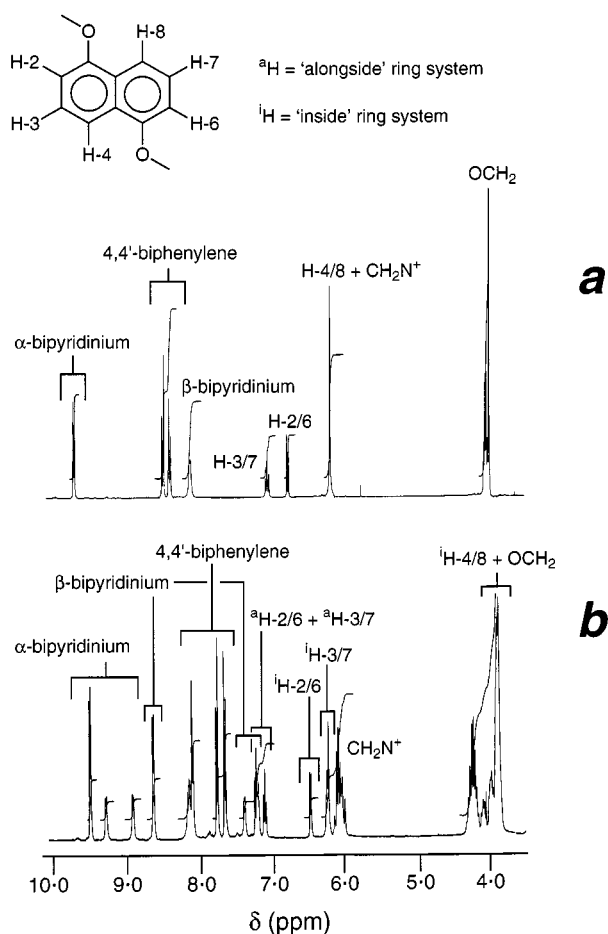 O
H-8
H-2
H-7
H-3
H-6
H-4
O
ᵃH = 'alongside' ring system
ⁱH = 'inside' ring system
OCH₂
a
4,4'-biphenylene
H-4/8 + CH₂N⁺
α-bipyridinium
β-bipyridinium
H-2/6
H-3/7
b
4,4'-biphenylene
ⁱH-4/8 + OCH₂
β-bipyridinium
ᵃH-2/6 + ᵃH-3/7
α-bipyridinium
ⁱH-3/7
ⁱH-2/6
CH₂N⁺
10·0 9·0 8·0 7·0 6·0 5·0 4·0
δ (ppm)